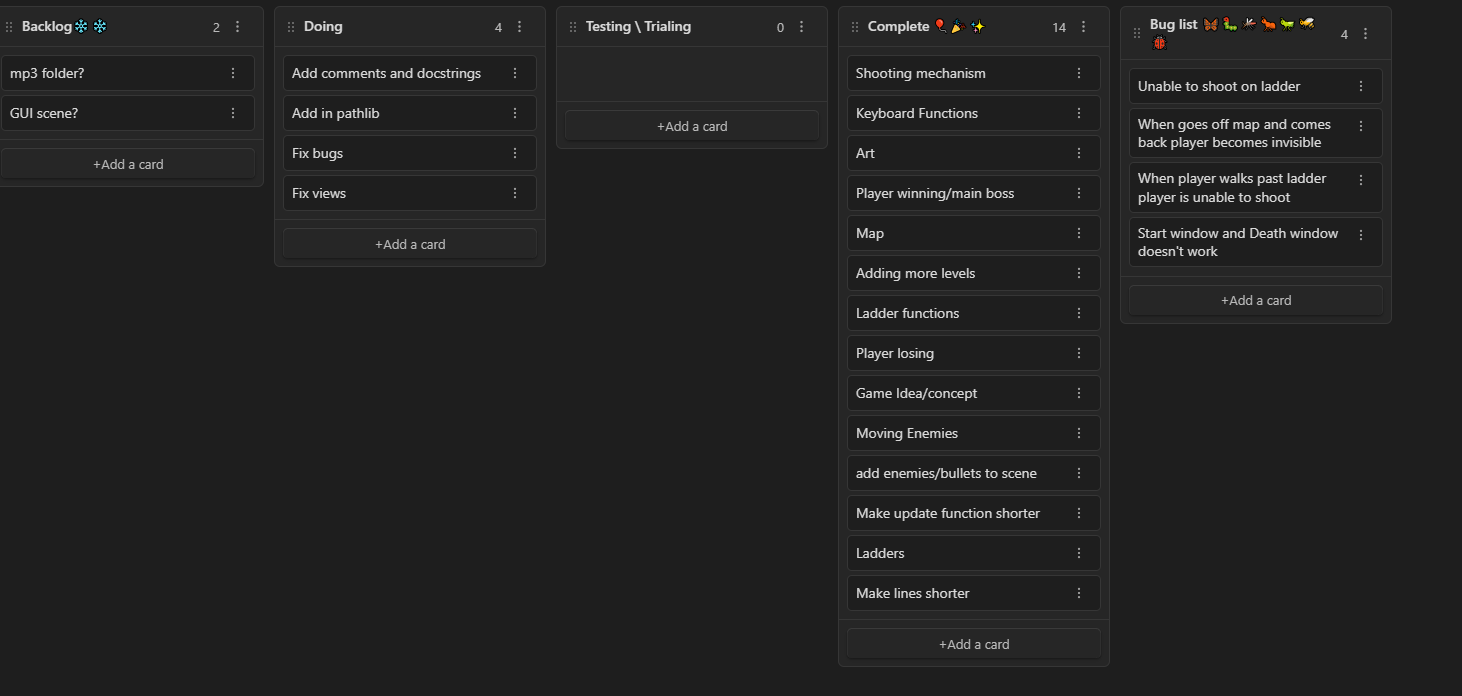 Backlog❄️ ❄️ 2
mp3 folder?
GUI scene?
+Add a card
Doing 4
Add comments and docstrings
Add in pathlib
Fix bugs
Fix views
+Add a card
Testing \ Trialing 0
+Add a card
Complete 🎈 🎉 ✨ 14
Shooting mechanism
Keyboard Functions
Art
Player winning/main boss
Map
Adding more levels
Ladder functions
Player losing
Game Idea/concept
Moving Enemies
add enemies/bullets to scene
Make update function shorter
Ladders
Make lines shorter
+Add a card
Bug list 🦋 🐛 🦟 🐜 🦗 🐝 4
🐞
Unable to shoot on ladder
When goes off map and comes
back player becomes invisible
When player walks past ladder
player is unable to shoot
Start window and Death window
doesn't work
+Add a card